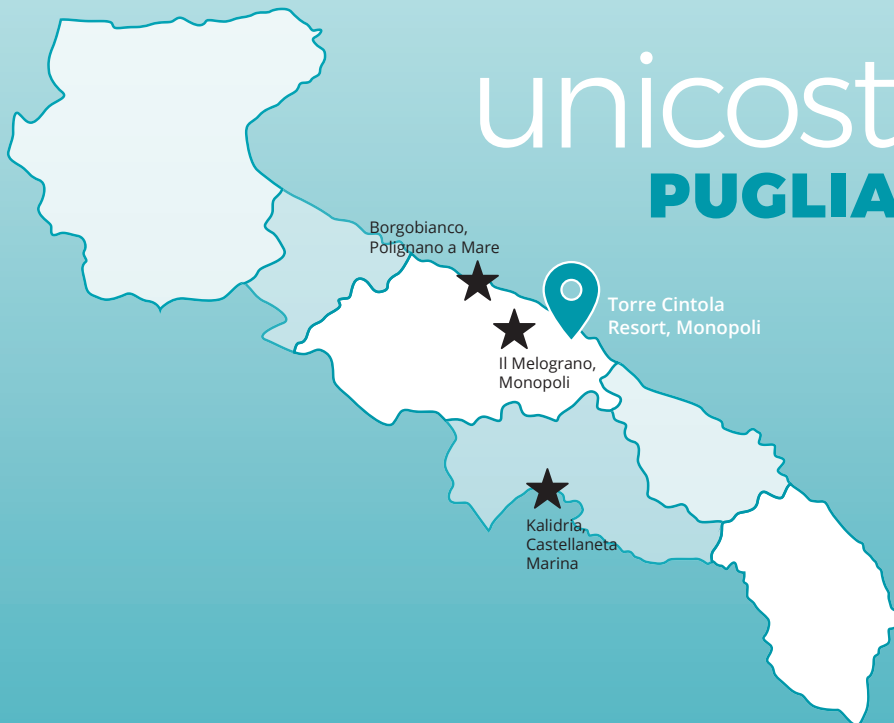 unicost
PUGLIA
Borgobianco,
Polignano a Mare
Torre Cintola
Resort, Monopoli
Il Melograno,
Monopoli
Kalidria,
Castellaneta
Marina